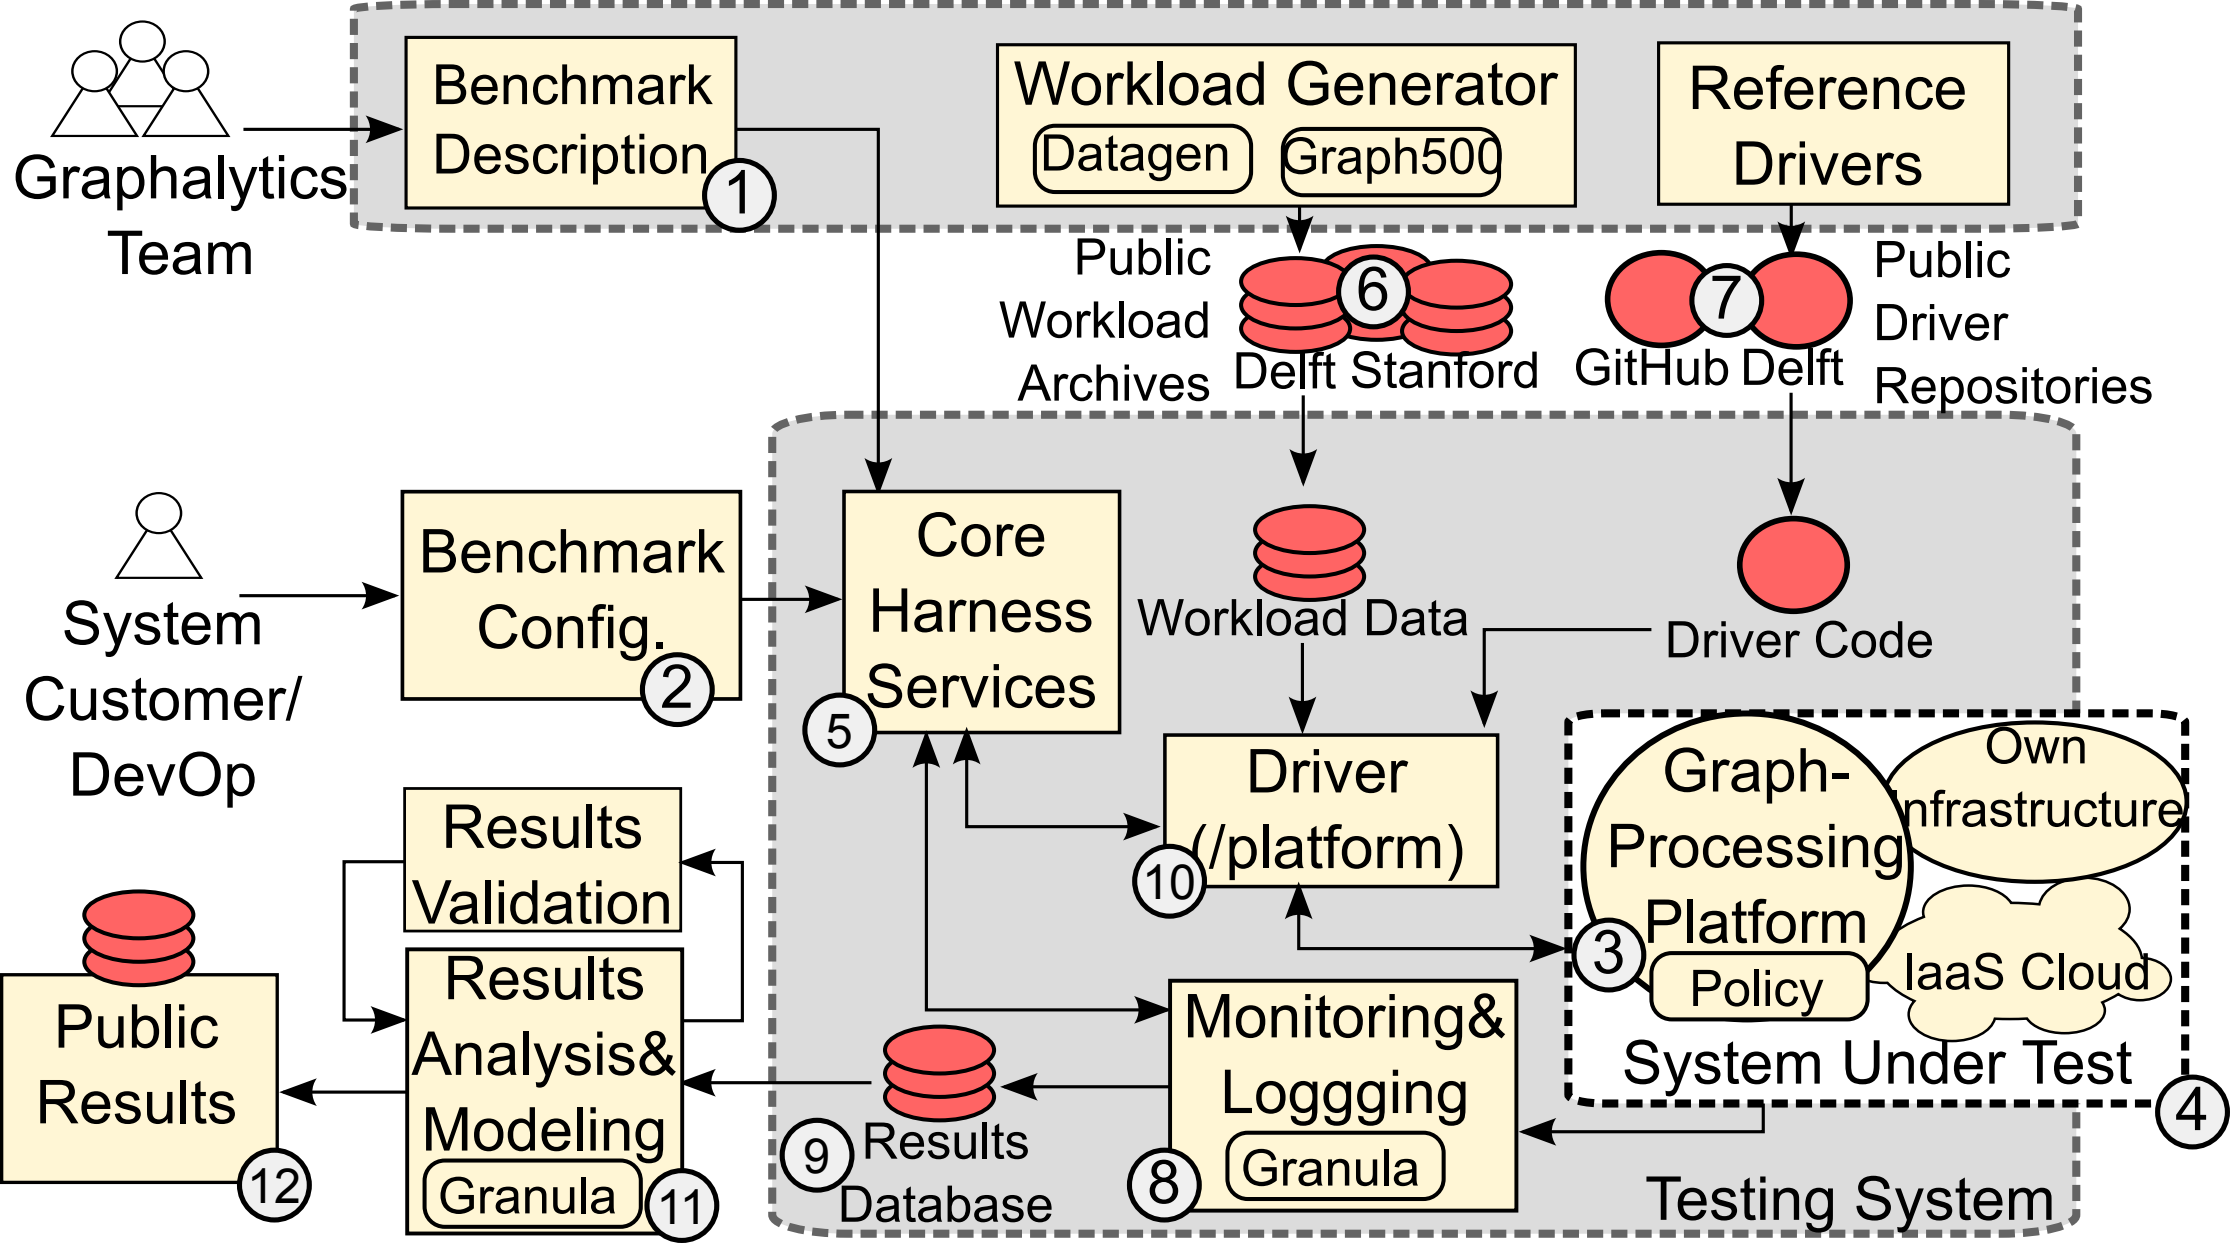 Graphalytics
Team
Benchmark
Description
1
Workload Generator
Datagen
Graph500
Reference
Drivers
Public
Workload
Archives
6
Delft Stanford
7
GitHub Delft
Public
Driver
Repositories
System
Customer/
DevOp
Benchmark
Config.
2
Core
Harness
Services
5
Workload Data
Driver Code
Driver
(/platform)
10
Graph-
Processing
Platform
3
Policy
Own
Infrastructure
IaaS Cloud
System Under Test
4
Results
Validation
Results
Analysis&
Modeling
Granula
11
Public
Results
12
9
Results
Database
Monitoring&
Loggging
Granula
8
Testing System